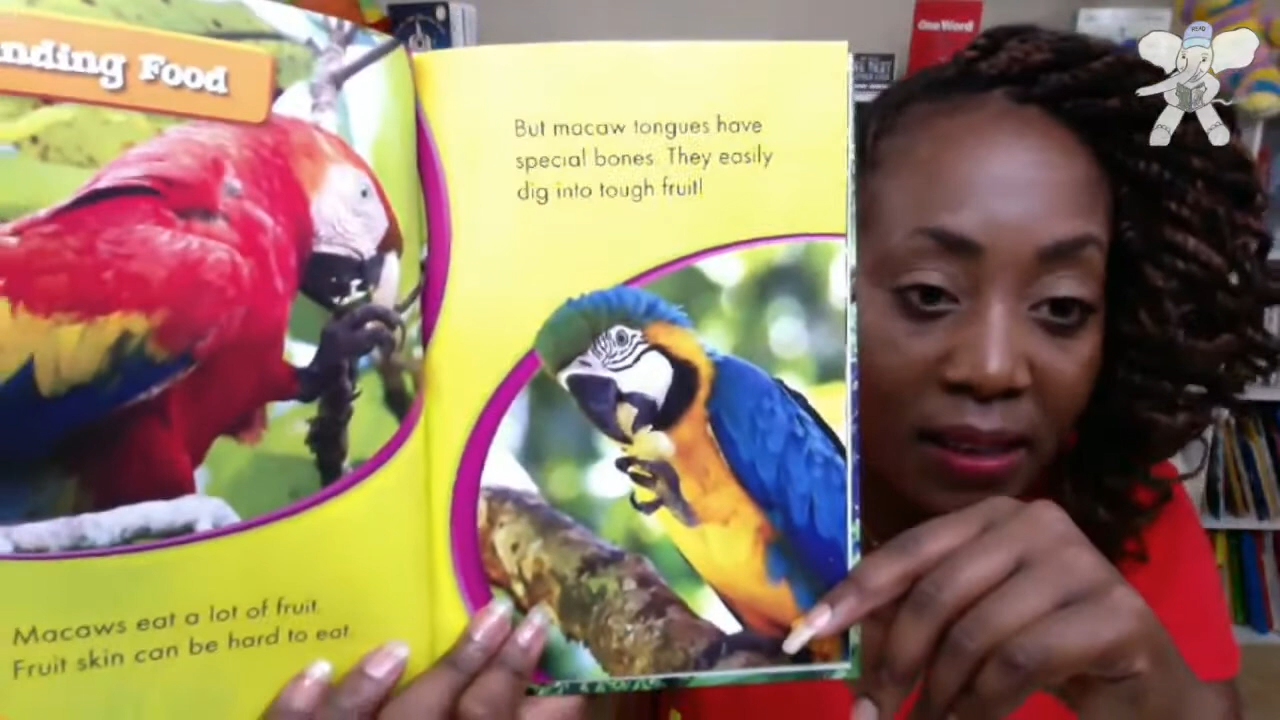 nding Food
Macaws eat a lot of fruit.
Fruit skin can be hard to eat.
But macaw tongues have
special bones. They easily
dig into tough fruit!
One Word
READ